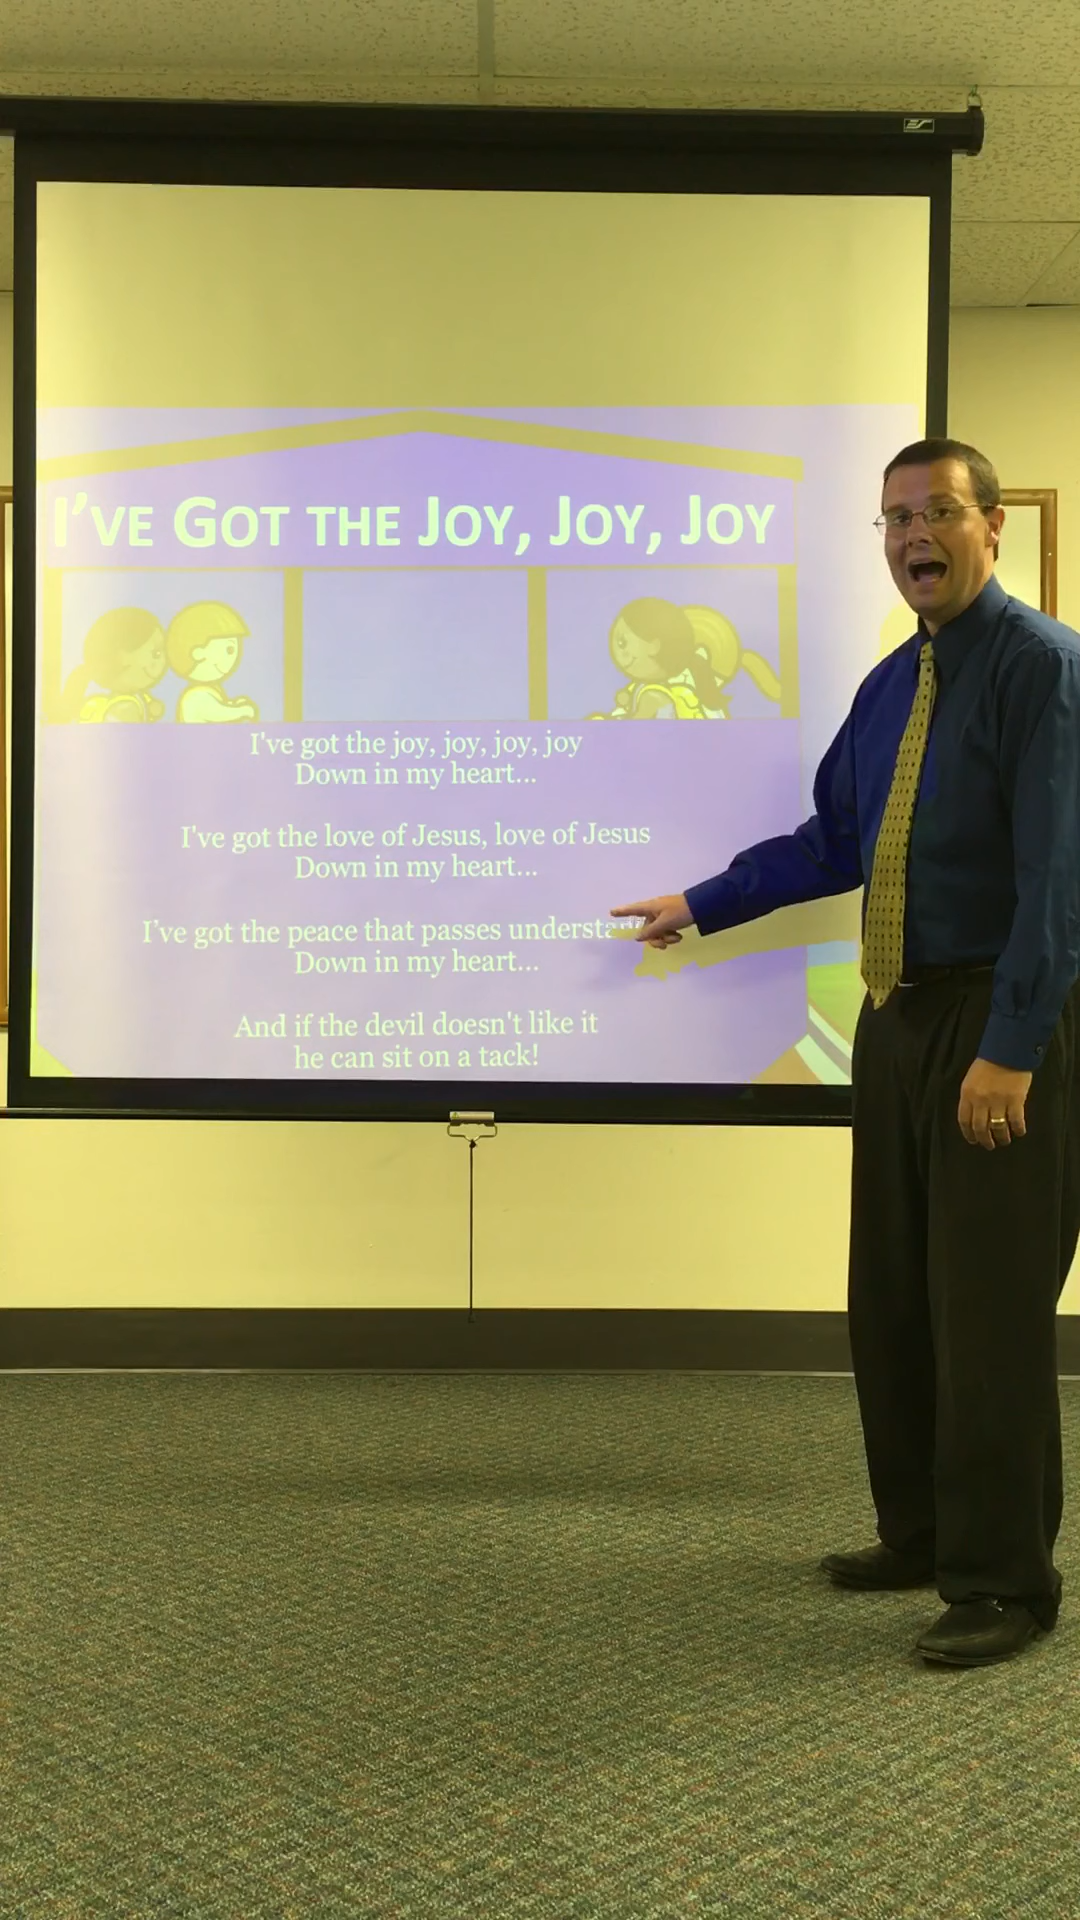 I'VE GOT THE JOY, JOY, JOY
I've got the joy, joy, joy, joy
Down in my heart...
I've got the love of Jesus, love of Jesus
Down in my heart...
I've got the peace that passes
Down in my heart...
And if the devil doesn't like it
he can sit on a tack!